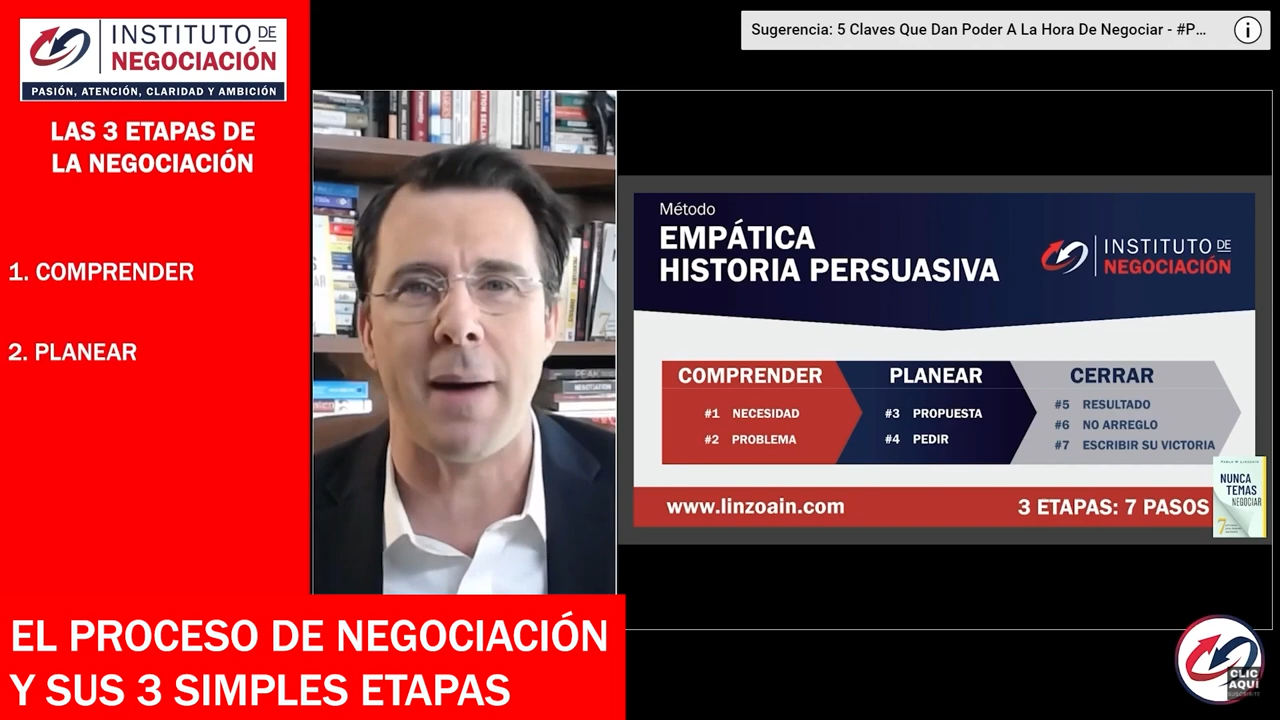 INSTITUTO DE
NEGOCIACIÓN
PASIÓN, ATENCIÓN, CLARIDAD Y AMBICIÓN
LAS 3 ETAPAS DE
LA NEGOCIACIÓN
1. COMPRENDER
2. PLANEAR
Sugerencia: 5 Claves Que Dan Poder A La Hora De Negociar - #P...
Método
EMPÁTICA
HISTORIA PERSUASIVA
INSTITUTO DE
NEGOCIACIÓN
COMPRENDER
#1 NECESIDAD
#2 PROBLEMA
PLANEAR
#3 PROPUESTA
#4 PEDIR
CERRAR
#5 RESULTADO
#6 NO ARREGLO
#7 ESCRIBIR SU VICTORIA
www.linzoain.com
3 ETAPAS: 7 PASOS
NUNCA
TEMAS
NEGOCIAR
7
EL PROCESO DE NEGOCIACIÓN
Y SUS 3 SIMPLES ETAPAS
CLIC
AQUÍ